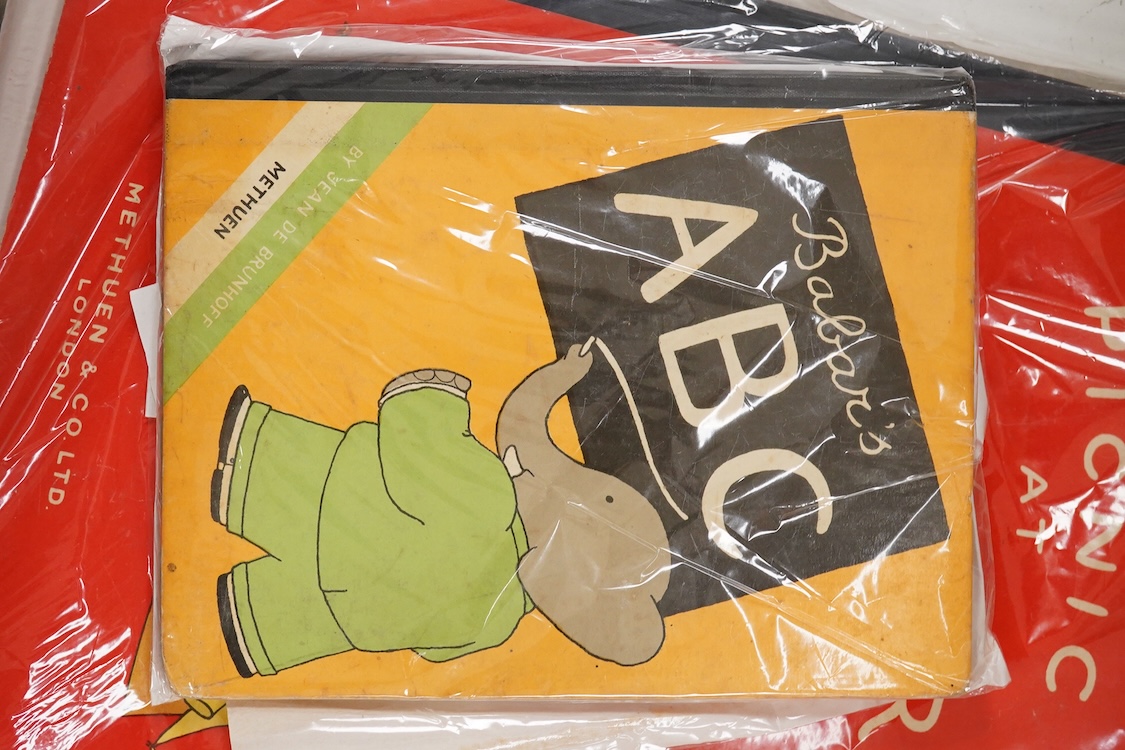 Babar's
ABC
BY JEAN DE BRUNHOFF
METHUEN
PICNIC
AT
METHUEN & CO. LTD.
LONDON